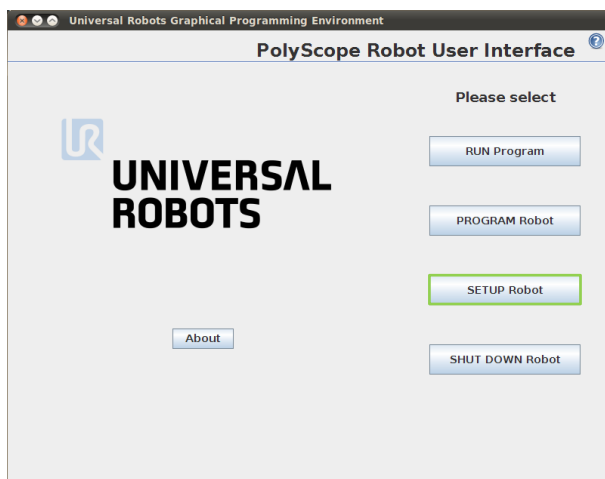 Universal Robots Graphical Programming Environment
PolyScope Robot User Interface ?
Please select
UR
UNIVERSAL
ROBOTS
RUN Program
PROGRAM Robot
SETUP Robot
About
SHUT DOWN Robot